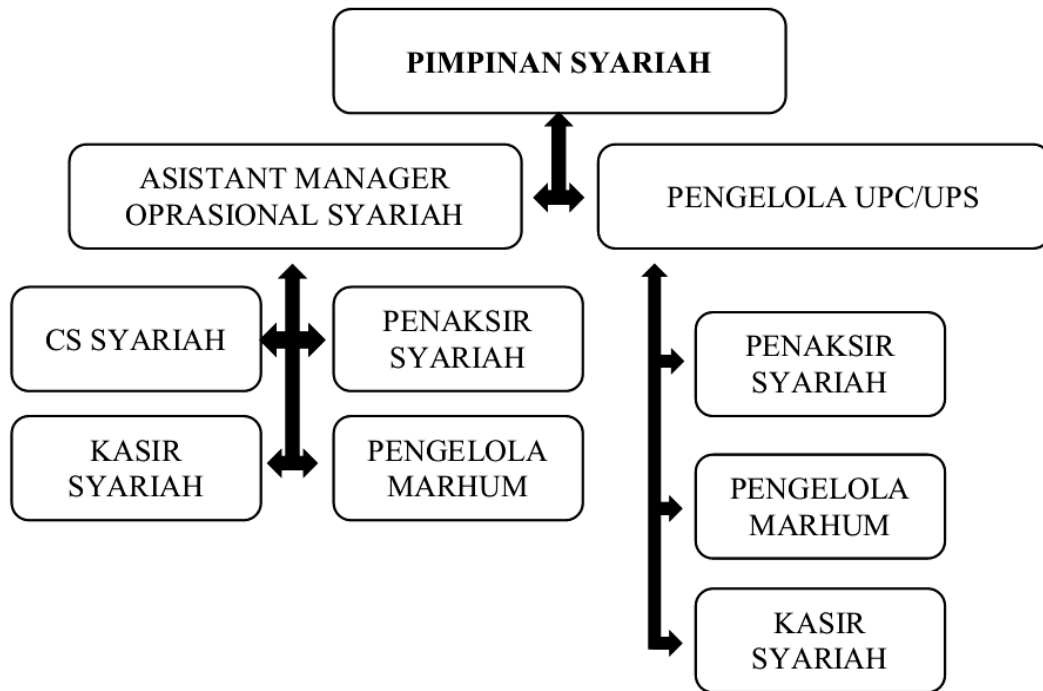 PIMPINAN SYARIAH
ASISTANT MANAGER
OPRASIONAL SYARIAH
PENGELOLA UPC/UPS
CS SYARIAH
PENAKSIR
SYARIAH
KASIR
SYARIAH
PENGELOLA
MARHUM
PENAKSIR
SYARIAH
PENGELOLA
MARHUM
KASIR
SYARIAH